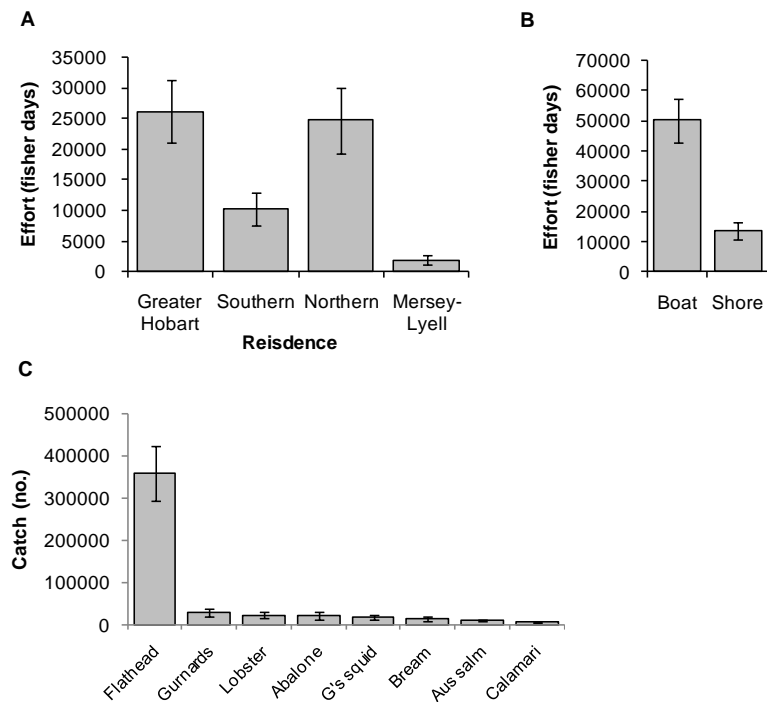 A
Effort (fisher days)
35000
30000
25000
20000
15000
10000
5000
0
Greater Hobart
Southern
Northern
Mersey-Lyell
Reisdence
B
Effort (fisher days)
70000
60000
50000
40000
30000
20000
10000
0
Boat
Shore
C
Catch (no.)
500000
400000
300000
200000
100000
0
Flathead
Gurnards
Lobster
Abalone
G's squid
Bream
Aus salm
Calamari